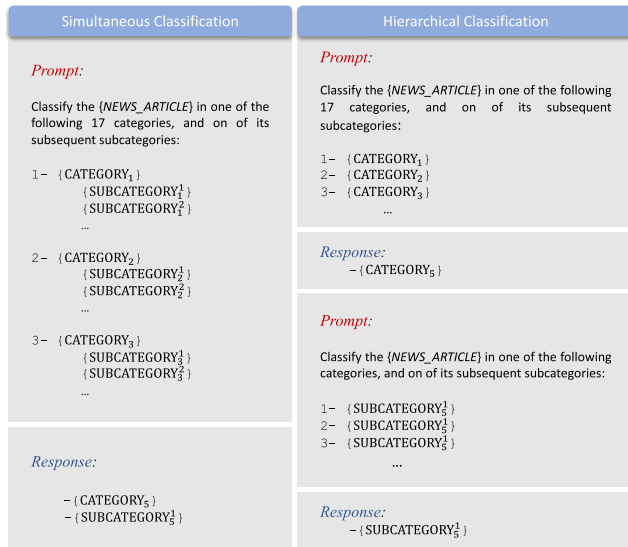 Simultaneous Classification
Prompt:
Classify the {NEWS_ARTICLE} in one of the
following 17 categories, and on of its
subsequent subcategories:
1- {CATEGORY₁}
{SUBCATEGORY₁¹}
{SUBCATEGORY₁²}
...
2- {CATEGORY₂}
{SUBCATEGORY₂¹}
{SUBCATEGORY₂²}
...
3- {CATEGORY₃}
{SUBCATEGORY₃¹}
{SUBCATEGORY₃²}
...
Response:
-{CATEGORY₅}
-{SUBCATEGORY₅¹}
Hierarchical Classification
Prompt:
Classify the {NEWS_ARTICLE} in one of the following
17 categories, and on of its subsequent
subcategories:
1- {CATEGORY₁}
2- {CATEGORY₂}
3- {CATEGORY₃}
...
Response:
-{CATEGORY₅}
Prompt:
Classify the {NEWS_ARTICLE} in one of the following
categories, and on of its subsequent subcategories:
1- {SUBCATEGORY₅¹}
2- {SUBCATEGORY₅¹}
3- {SUBCATEGORY₅¹}
...
Response:
-{SUBCATEGORY₅¹}